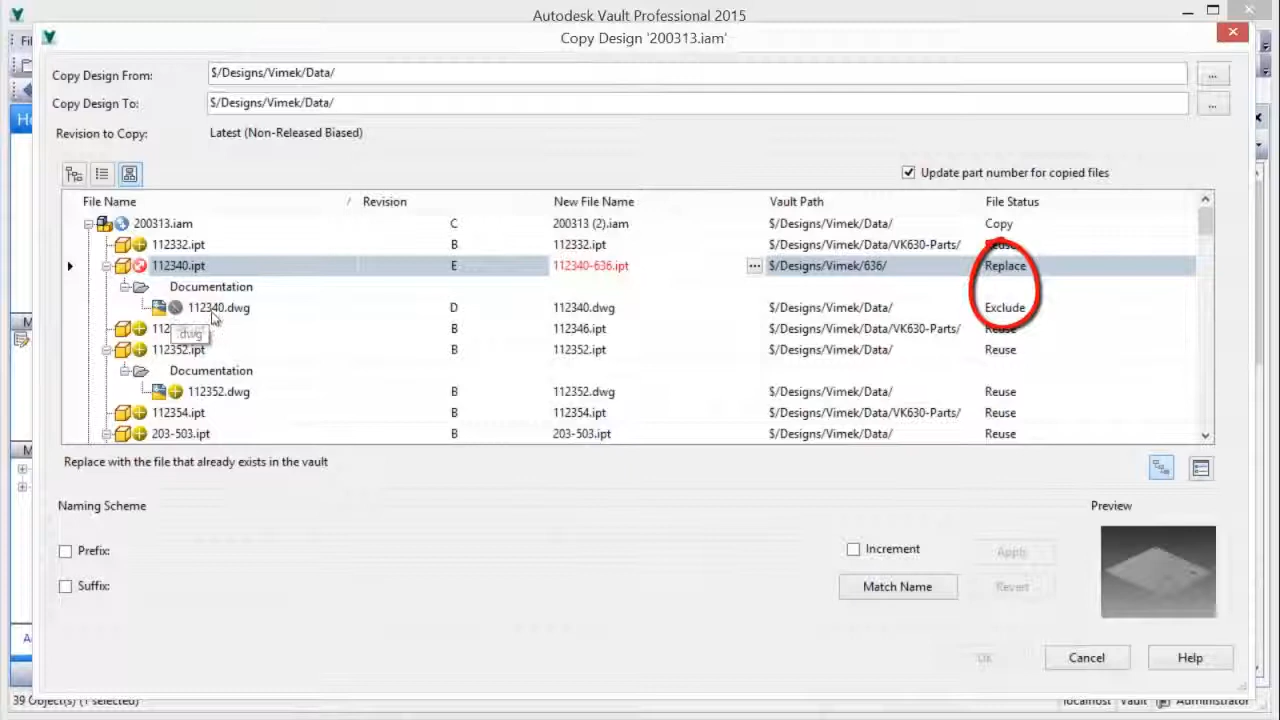 Autodesk Vault Professional 2015
Copy Design '200313.iam'
Copy Design From: $/Designs/Vimek/Data/ ...
Copy Design To: $/Designs/Vimek/Data/ ...
Revision to Copy: Latest (Non-Released Biased)
Update part number for copied files
File Name / Revision New File Name Vault Path File Status
200313.iam C 200313 (2).iam $/Designs/Vimek/Data/ Copy
112332.ipt B 112332.ipt $/Designs/Vimek/Data/VK630-Parts/ Reuse
112340.ipt E 112340-636.ipt ... $/Designs/Vimek/636/ Replace
Documentation
112340.dwg D 112340.dwg $/Designs/Vimek/Data/ Exclude
B 112346.ipt $/Designs/Vimek/Data/VK630-Parts/ Reuse
.dwg
112352.ipt B 112352.ipt $/Designs/Vimek/Data/ Reuse
Documentation
112352.dwg B 112352.dwg $/Designs/Vimek/Data/ Reuse
112354.ipt B 112354.ipt $/Designs/Vimek/Data/VK630-Parts/ Reuse
203-503.ipt B 203-503.ipt $/Designs/Vimek/Data/ Reuse
Replace with the file that already exists in the vault
Naming Scheme Preview
Prefix: Increment Apply
Suffix: Match Name Revert
OK Cancel Help
39 Object(s) (1 selected) localhost Vault Administrator